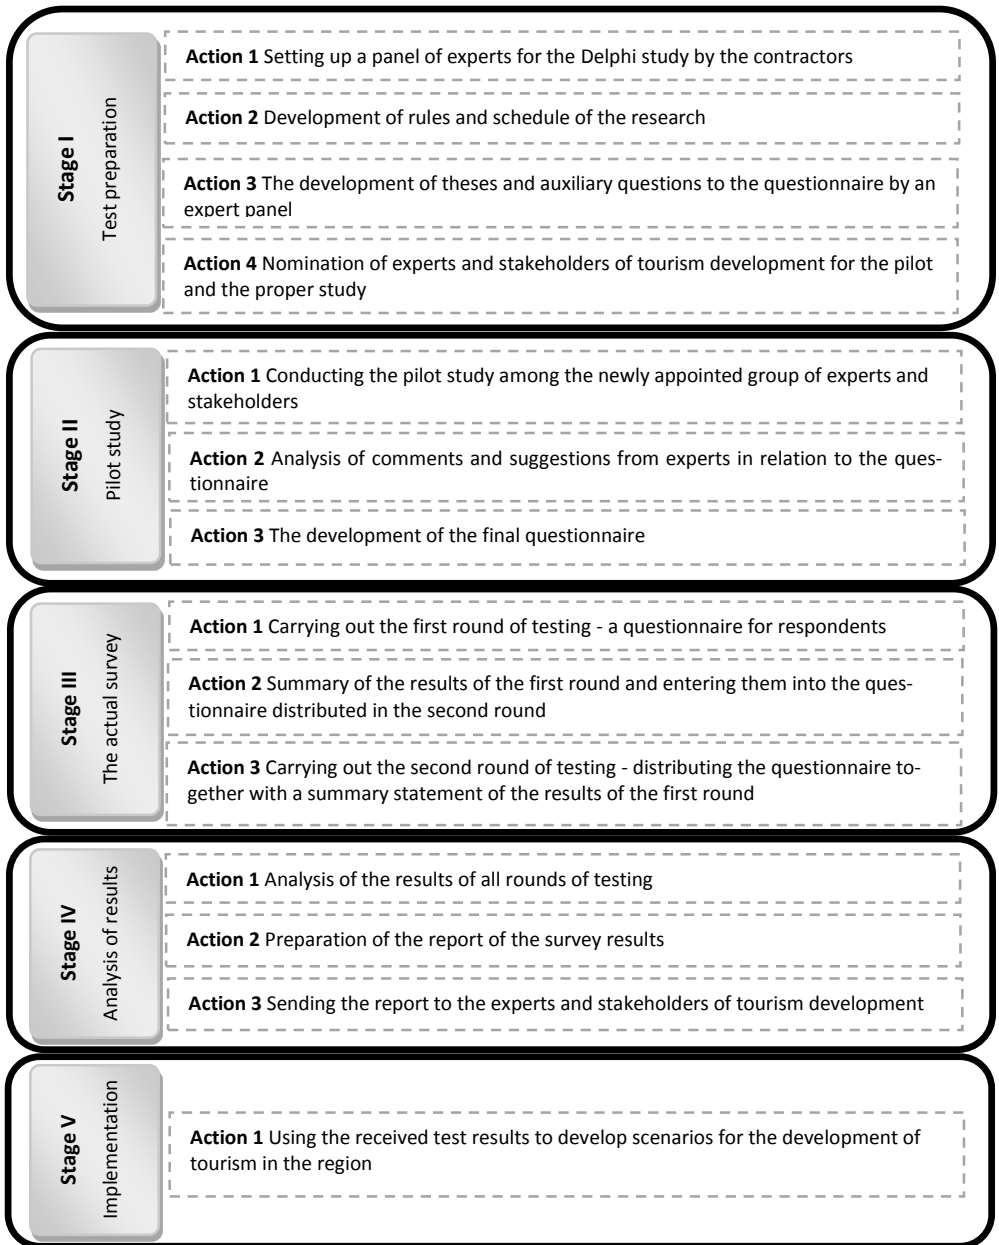 Stage I
Test preparation
Action 1 Setting up a panel of experts for the Delphi study by the contractors
Action 2 Development of rules and schedule of the research
Action 3 The development of theses and auxiliary questions to the questionnaire by an
expert panel
Action 4 Nomination of experts and stakeholders of tourism development for the pilot
and the proper study
Stage II
Pilot study
Action 1 Conducting the pilot study among the newly appointed group of experts and
stakeholders
Action 2 Analysis of comments and suggestions from experts in relation to the ques-
tionnaire
Action 3 The development of the final questionnaire
Stage III
The actual survey
Action 1 Carrying out the first round of testing - a questionnaire for respondents
Action 2 Summary of the results of the first round and entering them into the ques-
tionnaire distributed in the second round
Action 3 Carrying out the second round of testing - distributing the questionnaire to-
gether with a summary statement of the results of the first round
Stage IV
Analysis of results
Action 1 Analysis of the results of all rounds of testing
Action 2 Preparation of the report of the survey results
Action 3 Sending the report to the experts and stakeholders of tourism development
Stage V
Implementation
Action 1 Using the received test results to develop scenarios for the development of
tourism in the region